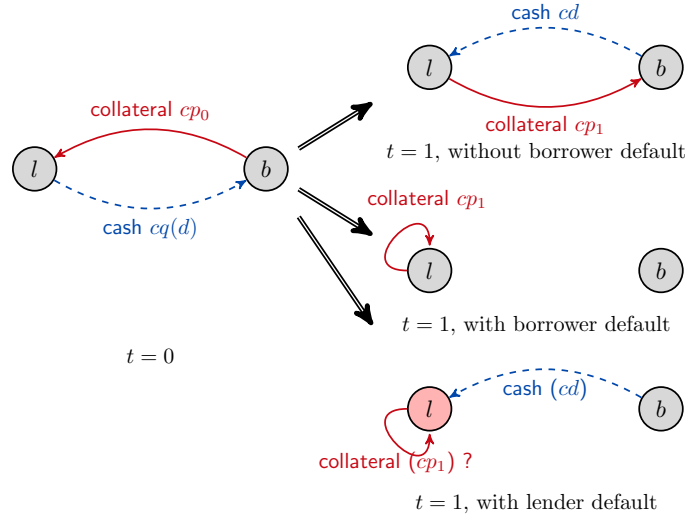 cash cd
l
b
collateral cp₁
t = 1, without borrower default
collateral cp₀
l
b
cash cq(d)
t = 0
collateral cp₁
l
b
t = 1, with borrower default
cash (cd)
l
b
collateral (cp₁) ?
t = 1, with lender default